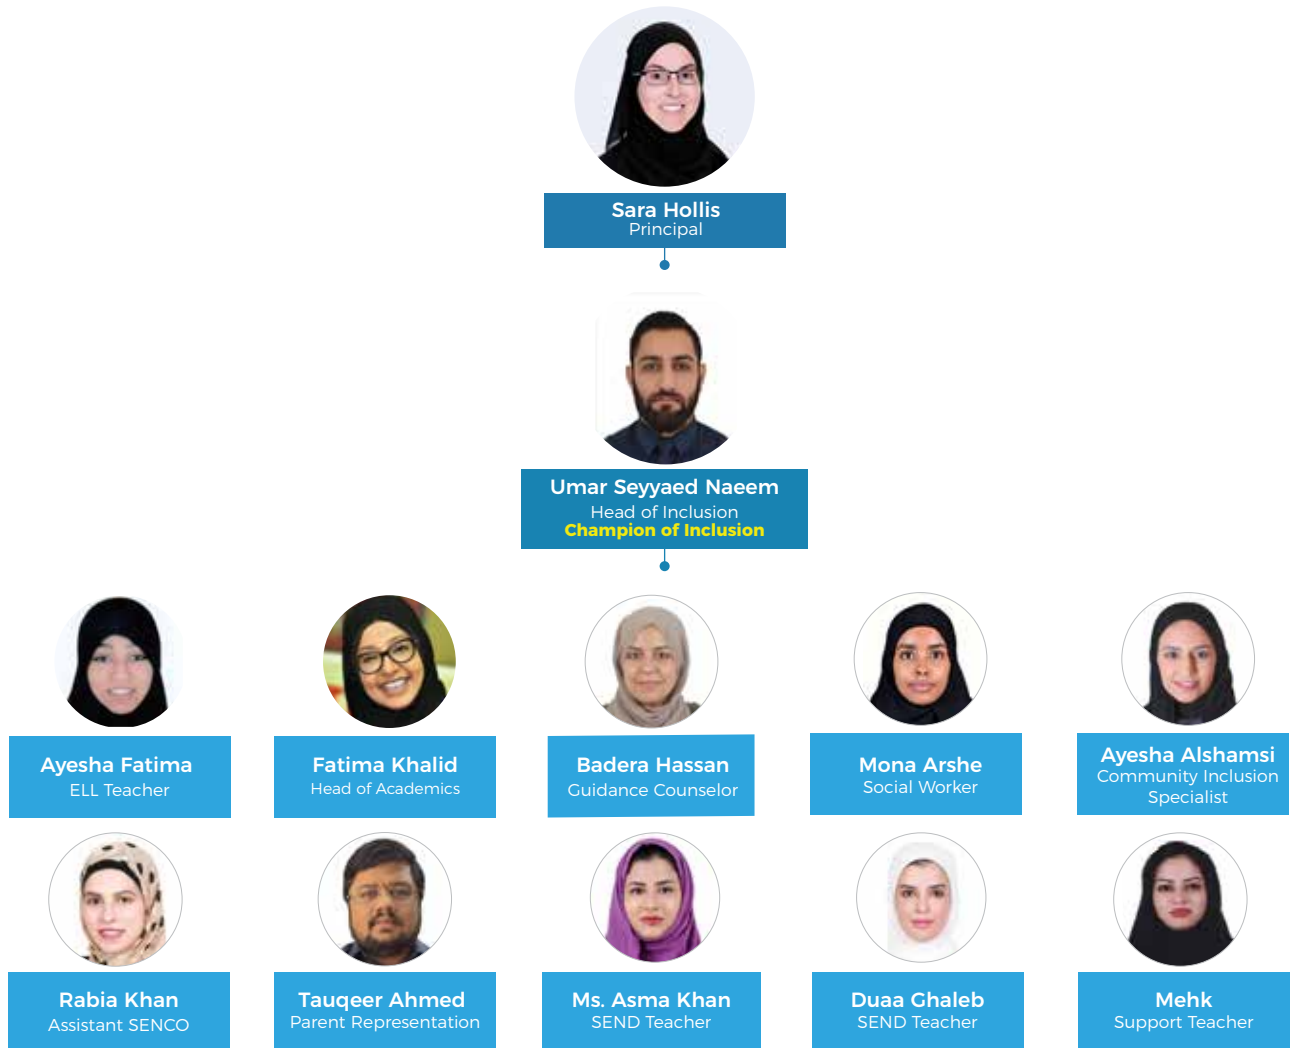 Sara Hollis
Principal
Umar Seyyaed Naeem
Head of Inclusion
Champion of Inclusion
Ayesha Fatima
ELL Teacher
Fatima Khalid
Head of Academics
Badera Hassan
Guidance Counselor
Mona Arshe
Social Worker
Ayesha Alshamsi
Community Inclusion
Specialist
Rabia Khan
Assistant SENCO
Tauqeer Ahmed
Parent Representation
Ms. Asma Khan
SEND Teacher
Duaa Ghaleb
SEND Teacher
Mehk
Support Teacher